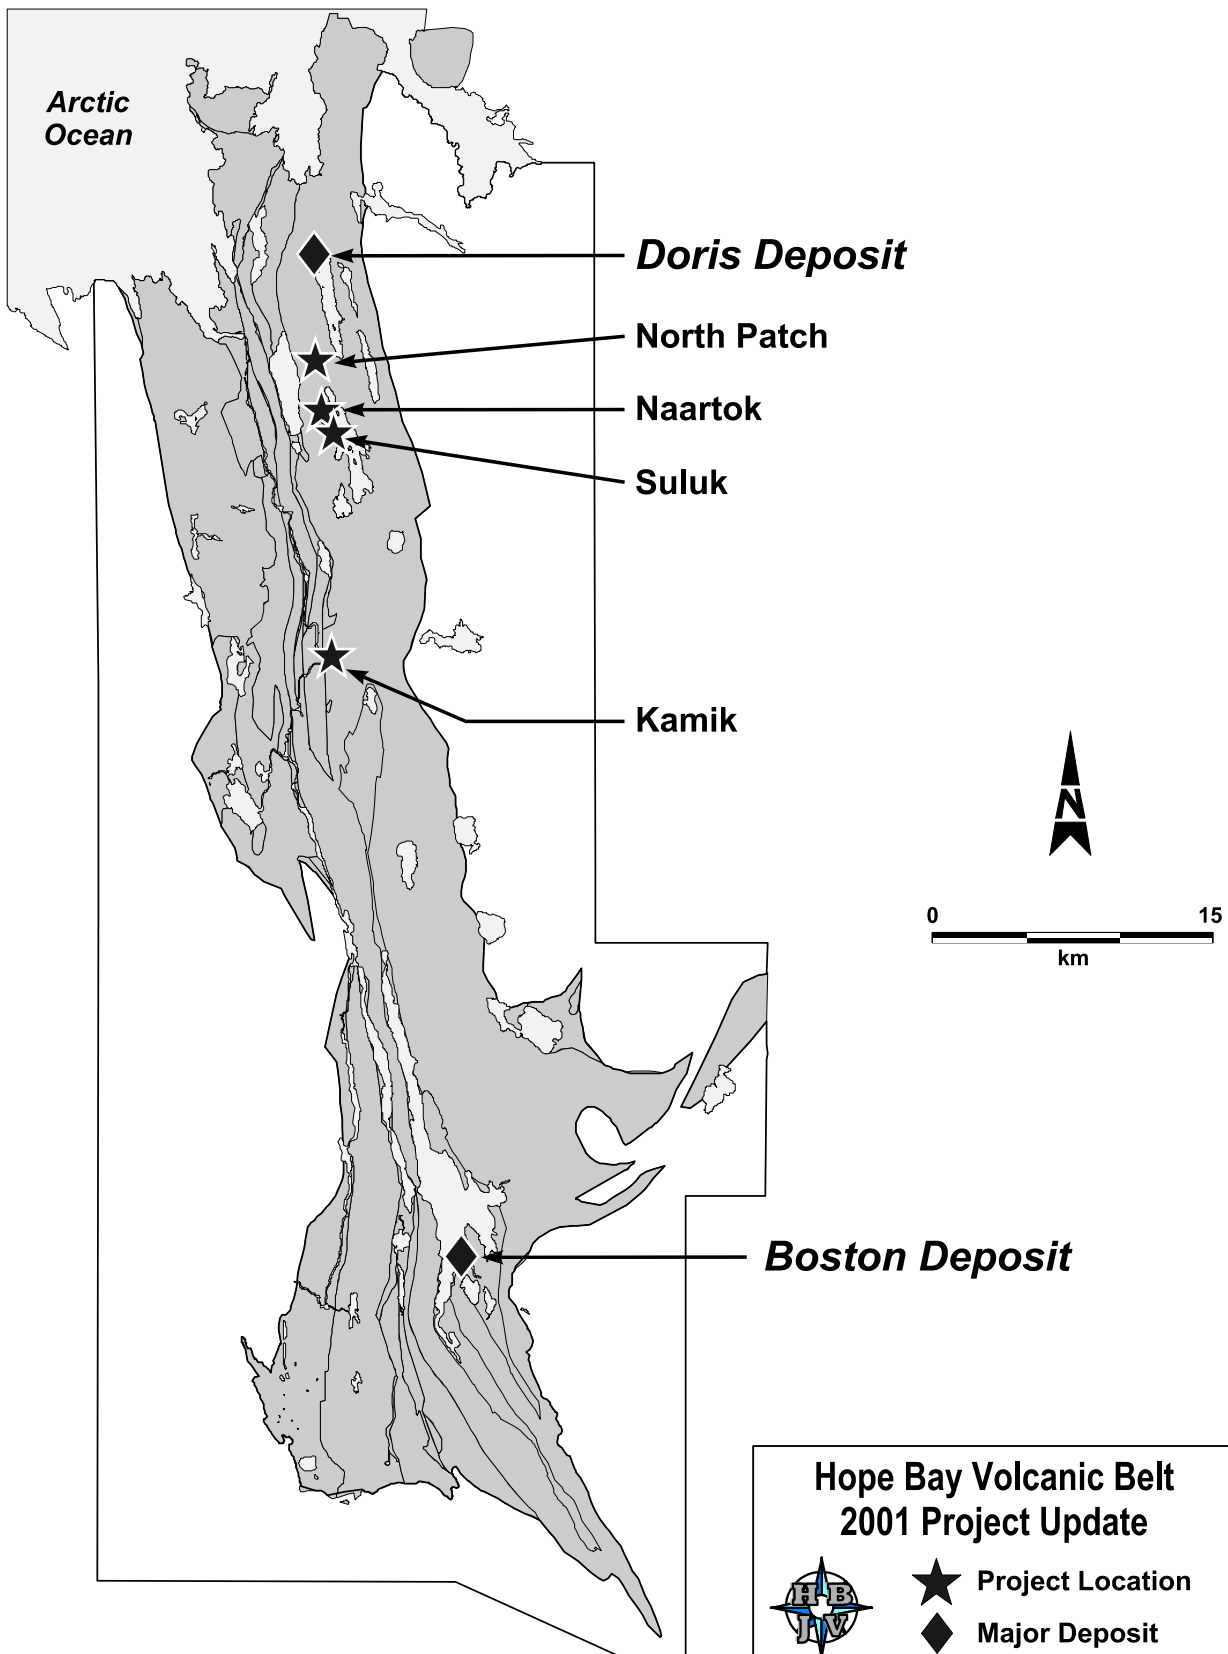 Arctic
Ocean
Doris Deposit
North Patch
Naartok
Suluk
Kamik
N
0 15
km
Boston Deposit
Hope Bay Volcanic Belt
2001 Project Update
H B
J V
Project Location
Major Deposit